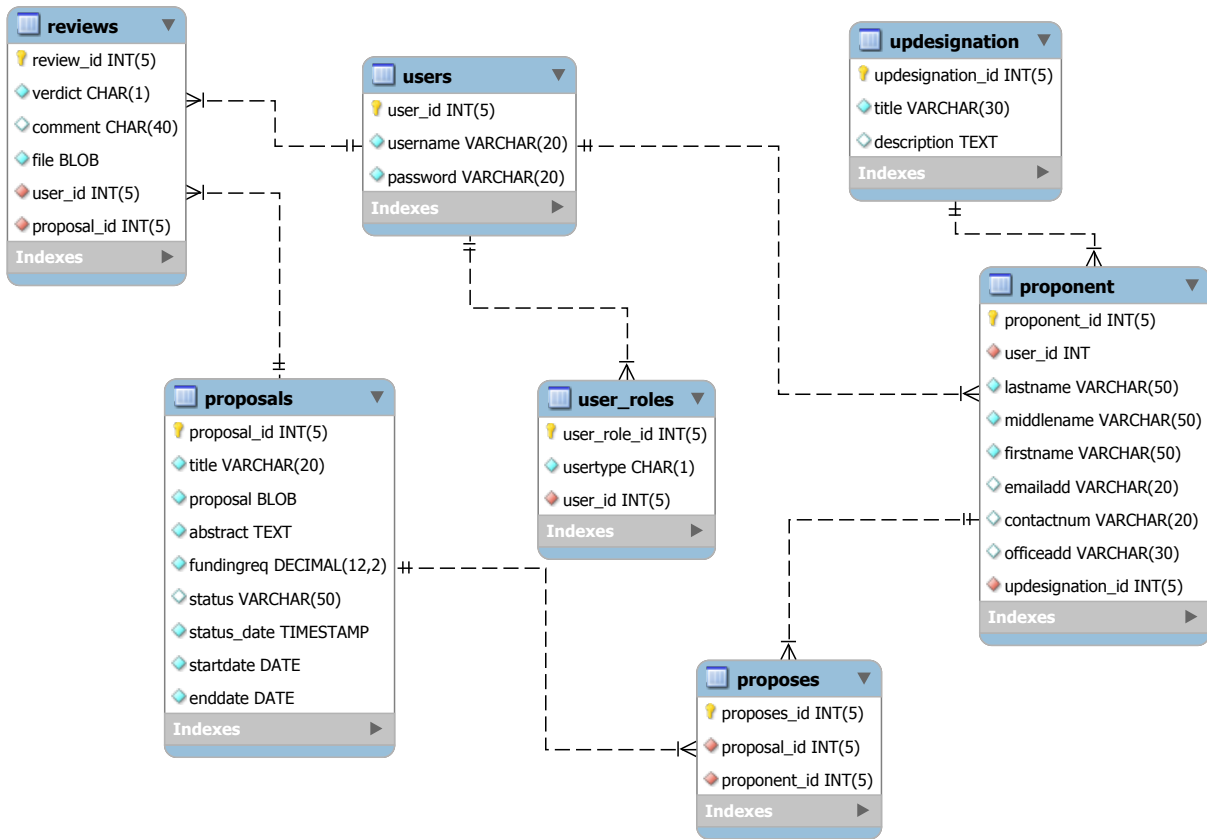 reviews
review_id INT(5)
verdict CHAR(1)
comment CHAR(40)
file BLOB
user_id INT(5)
proposal_id INT(5)
Indexes
users
user_id INT(5)
username VARCHAR(20)
password VARCHAR(20)
Indexes
updesignation
updesignation_id INT(5)
title VARCHAR(30)
description TEXT
Indexes
proponent
proponent_id INT(5)
user_id INT
lastname VARCHAR(50)
middlename VARCHAR(50)
firstname VARCHAR(50)
emailadd VARCHAR(20)
contactnum VARCHAR(20)
officeadd VARCHAR(30)
updesignation_id INT(5)
Indexes
proposals
proposal_id INT(5)
title VARCHAR(20)
proposal BLOB
abstract TEXT
fundingreq DECIMAL(12,2)
status VARCHAR(50)
status_date TIMESTAMP
startdate DATE
enddate DATE
Indexes
user_roles
user_role_id INT(5)
usertype CHAR(1)
user_id INT(5)
Indexes
proposes
proposes_id INT(5)
proposal_id INT(5)
proponent_id INT(5)
Indexes